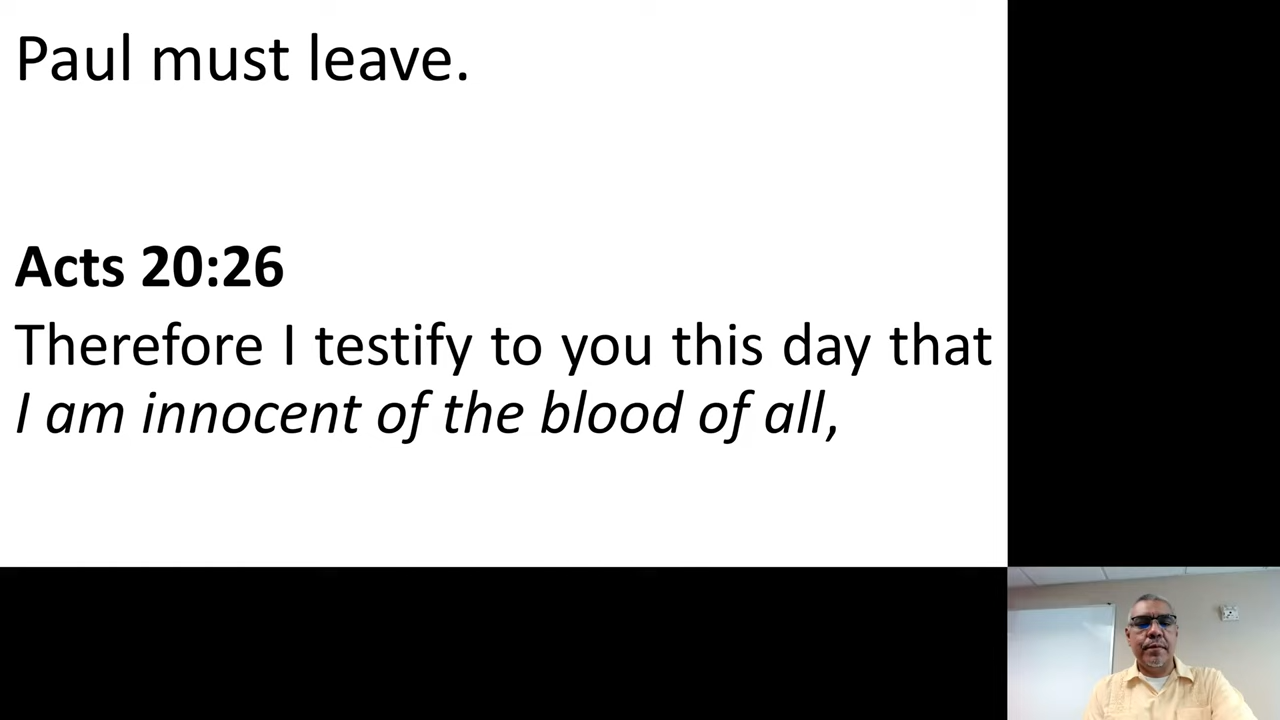 Paul must leave.
Acts 20:26
Therefore I testify to you this day that
I am innocent of the blood of all,